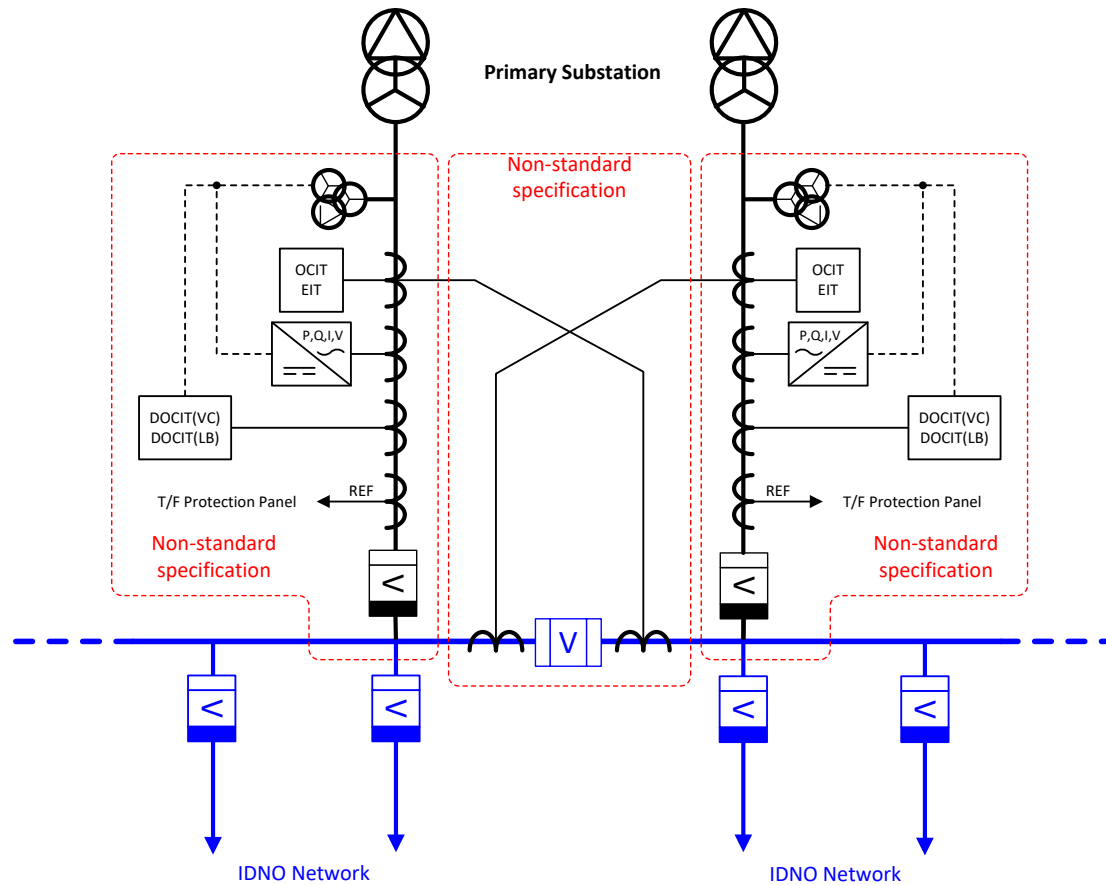 Primary Substation
Non-standard
specification
OCIT
EIT
OCIT
EIT
P,Q,I,V
P,Q,I,V
DOCIT(VC)
DOCIT(LB)
DOCIT(VC)
DOCIT(LB)
REF
T/F Protection Panel
REF
T/F Protection Panel
Non-standard
specification
Non-standard
specification
V
V
V
V
V
V
V
IDNO Network
IDNO Network